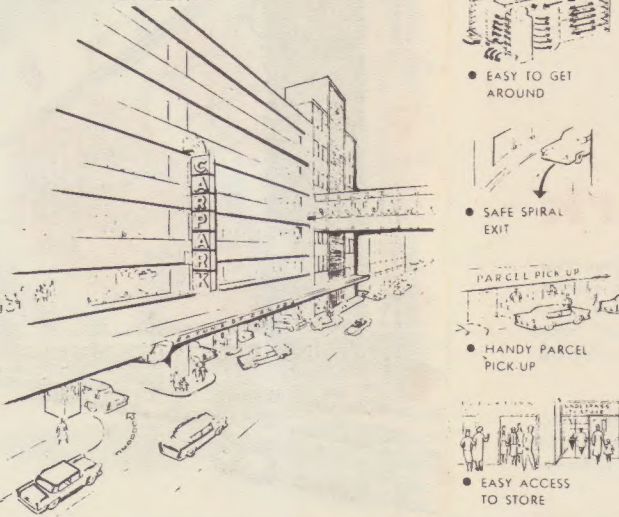 CARPARK
EASY TO GET
AROUND
SAFE SPIRAL
EXIT
PARCEL PICK UP
HANDY PARCEL
PICK-UP
EASY ACCESS
TO STORE